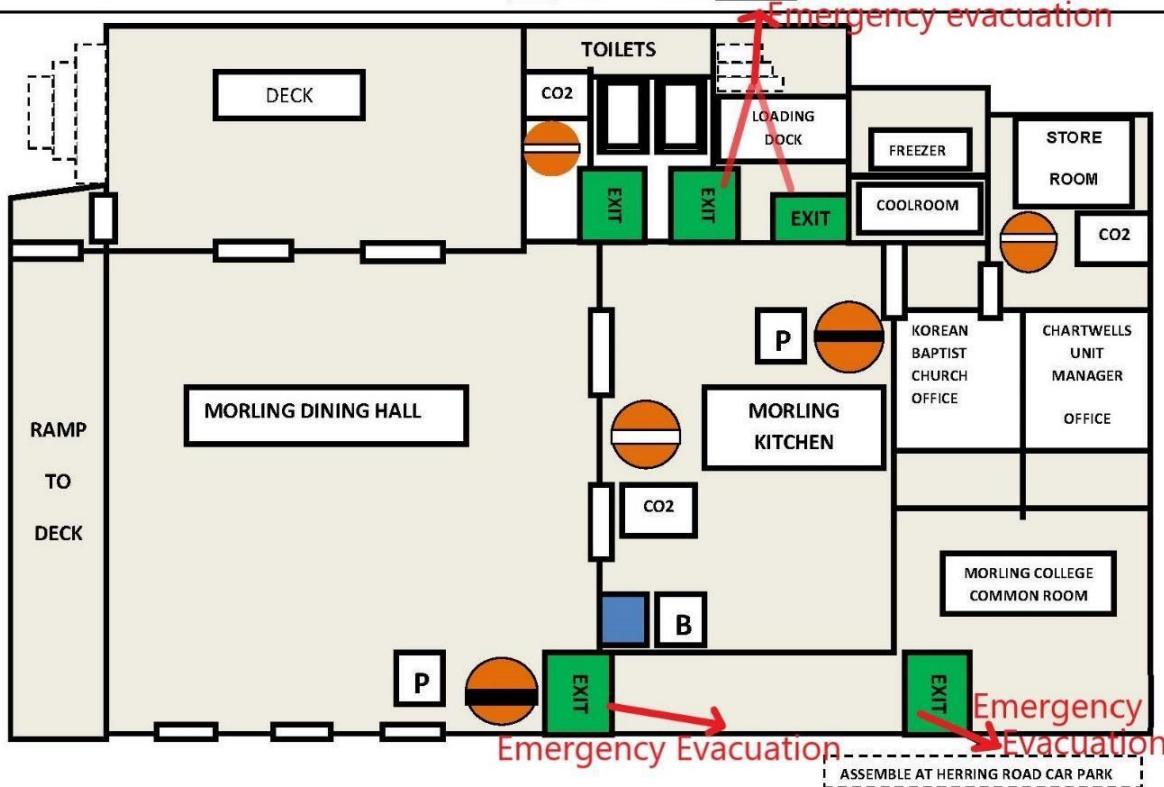 Emergency evacuation
TOILETS
DECK
CO2
LOADING
DOCK
FREEZER
STORE
ROOM
EXIT
EXIT
EXIT
COOLROOM
CO2
P
KOREAN
BAPTIST
CHURCH
OFFICE
CHARTWELLS
UNIT
MANAGER
OFFICE
MORLING DINING HALL
MORLING
KITCHEN
RAMP
TO
DECK
CO2
MORLING COLLEGE
COMMON ROOM
B
P
EXIT
EXIT
Emergency Evacuation
Emergency
Evacuation
ASSEMBLE AT HERRING ROAD CAR PARK